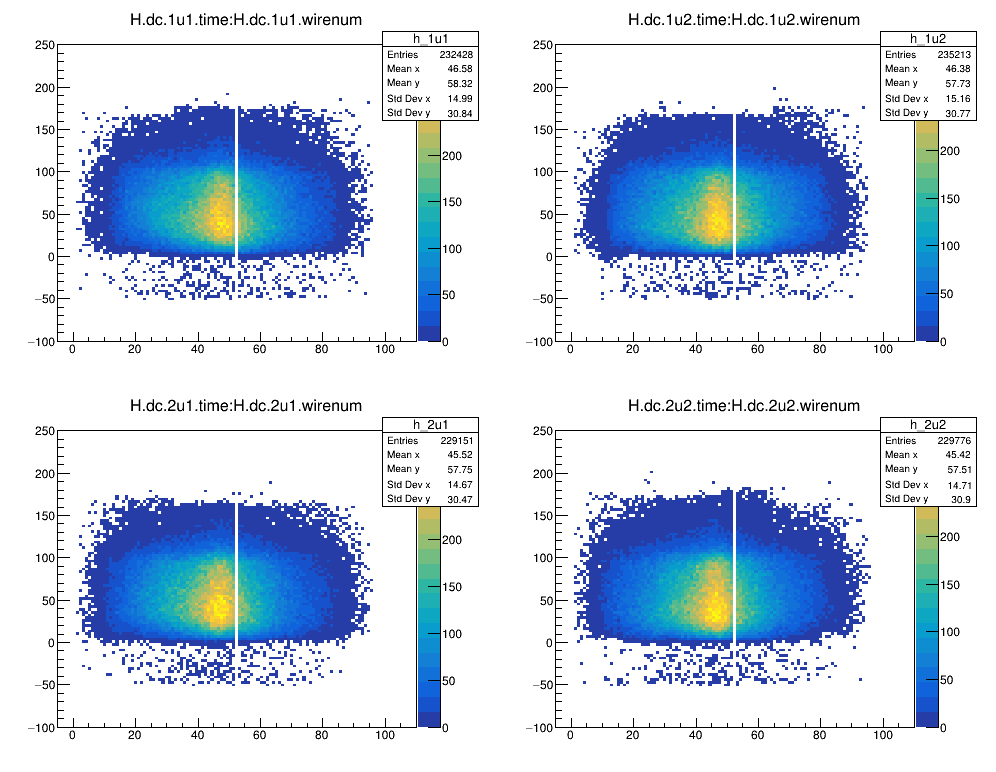 H.dc.1u1.time:H.dc.1u1.wirenum
h_1u1
Entries 232428
Mean x 46.58
Mean y 58.32
Std Dev x 14.99
Std Dev y 30.84
250
200
150
100
50
0
−50
−100
0 20 40 60 80 100
200
150
100
50
0
H.dc.1u2.time:H.dc.1u2.wirenum
h_1u2
Entries 235213
Mean x 46.38
Mean y 57.73
Std Dev x 15.16
Std Dev y 30.77
250
200
150
100
50
0
−50
−100
0 20 40 60 80 100
200
150
100
50
0
H.dc.2u1.time:H.dc.2u1.wirenum
h_2u1
Entries 229151
Mean x 45.52
Mean y 57.75
Std Dev x 14.67
Std Dev y 30.47
250
200
150
100
50
0
−50
−100
0 20 40 60 80 100
200
150
100
50
0
H.dc.2u2.time:H.dc.2u2.wirenum
h_2u2
Entries 229776
Mean x 45.42
Mean y 57.51
Std Dev x 14.71
Std Dev y 30.9
250
200
150
100
50
0
−50
−100
0 20 40 60 80 100
200
150
100
50
0